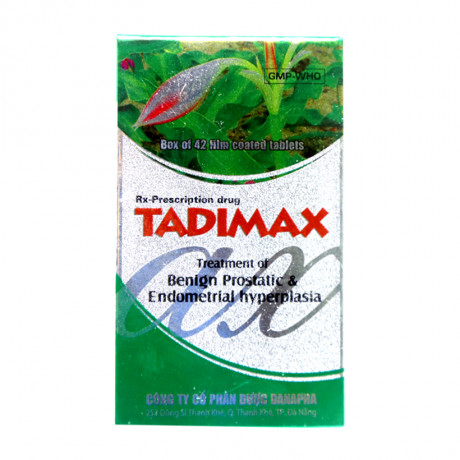 GMP-WHO
Box of 42 film coated tablets
Rx-Prescription drug
TADIMAX
Treatment of
Benign Prostatic &
Endometrial hyperplasia
CÔNG TY CỔ PHẦN DƯỢC DANAPHA
253 Dũng Sĩ Thanh Khê, Q. Thanh Khê, TP. Đà Nẵng